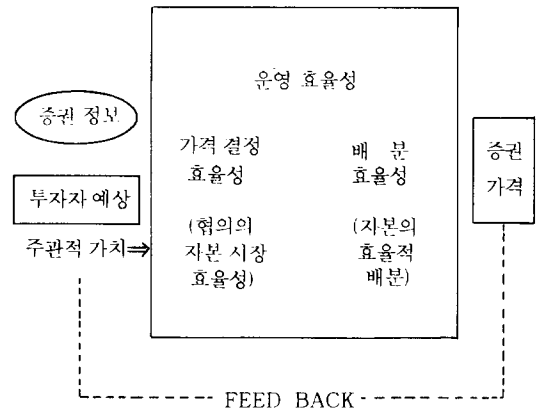 운영 효율성
증권 정보
가격 결정
효율성
배 분
효율성
증권
가격
투자자 예상
주관적 가치⇒
(협의의
자본 시장
효율성)
(자본의
효율적
배분)
FEED BACK